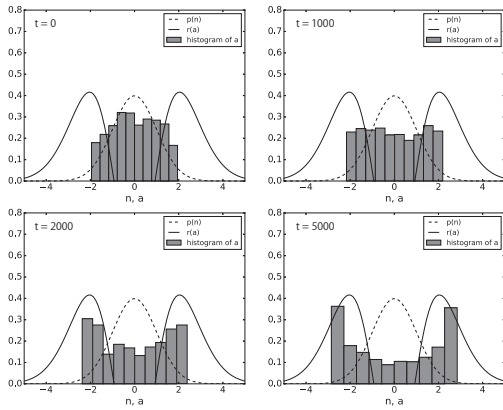 0.8
0.7
0.6
0.5
0.4
0.3
0.2
0.1
0.0
t = 0
p(n)
r(a)
histogram of a
−4 −2 0 2 4
n, a
0.8
0.7
0.6
0.5
0.4
0.3
0.2
0.1
0.0
t = 1000
p(n)
r(a)
histogram of a
−4 −2 0 2 4
n, a
0.8
0.7
0.6
0.5
0.4
0.3
0.2
0.1
0.0
t = 2000
p(n)
r(a)
histogram of a
−4 −2 0 2 4
n, a
0.8
0.7
0.6
0.5
0.4
0.3
0.2
0.1
0.0
t = 5000
p(n)
r(a)
histogram of a
−4 −2 0 2 4
n, a